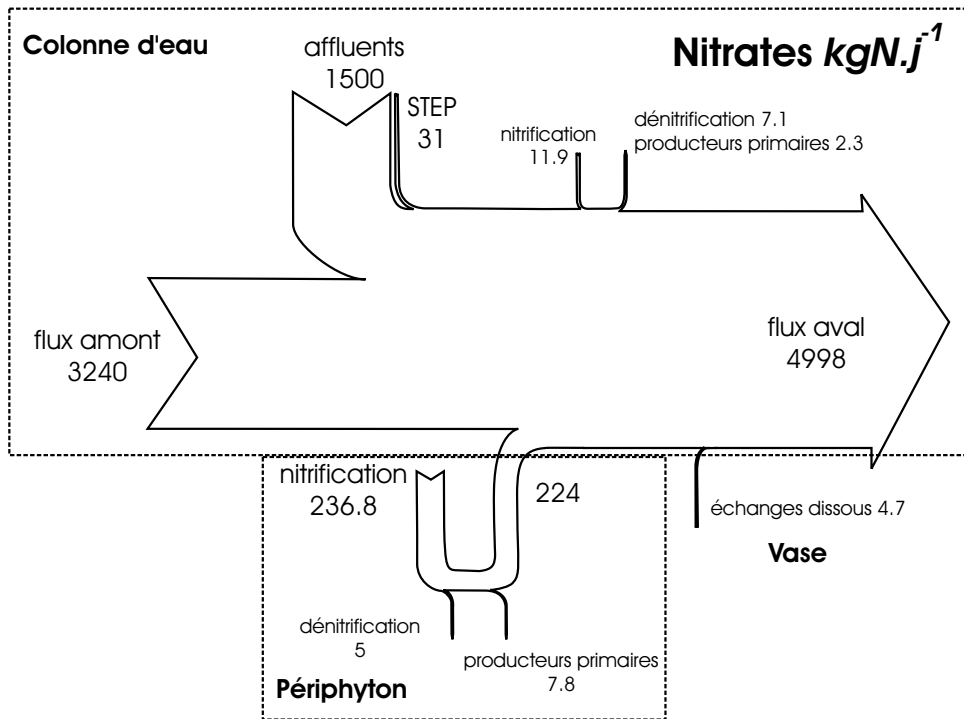 Colonne d'eau
Nitrates kgN.j-1
affluents
1500
STEP
31
nitrification
11.9
dénitrification 7.1
producteurs primaires 2.3
flux amont
3240
flux aval
4998
nitrification
236.8
224
échanges dissous 4.7
Vase
dénitrification
5
producteurs primaires
7.8
Périphyton